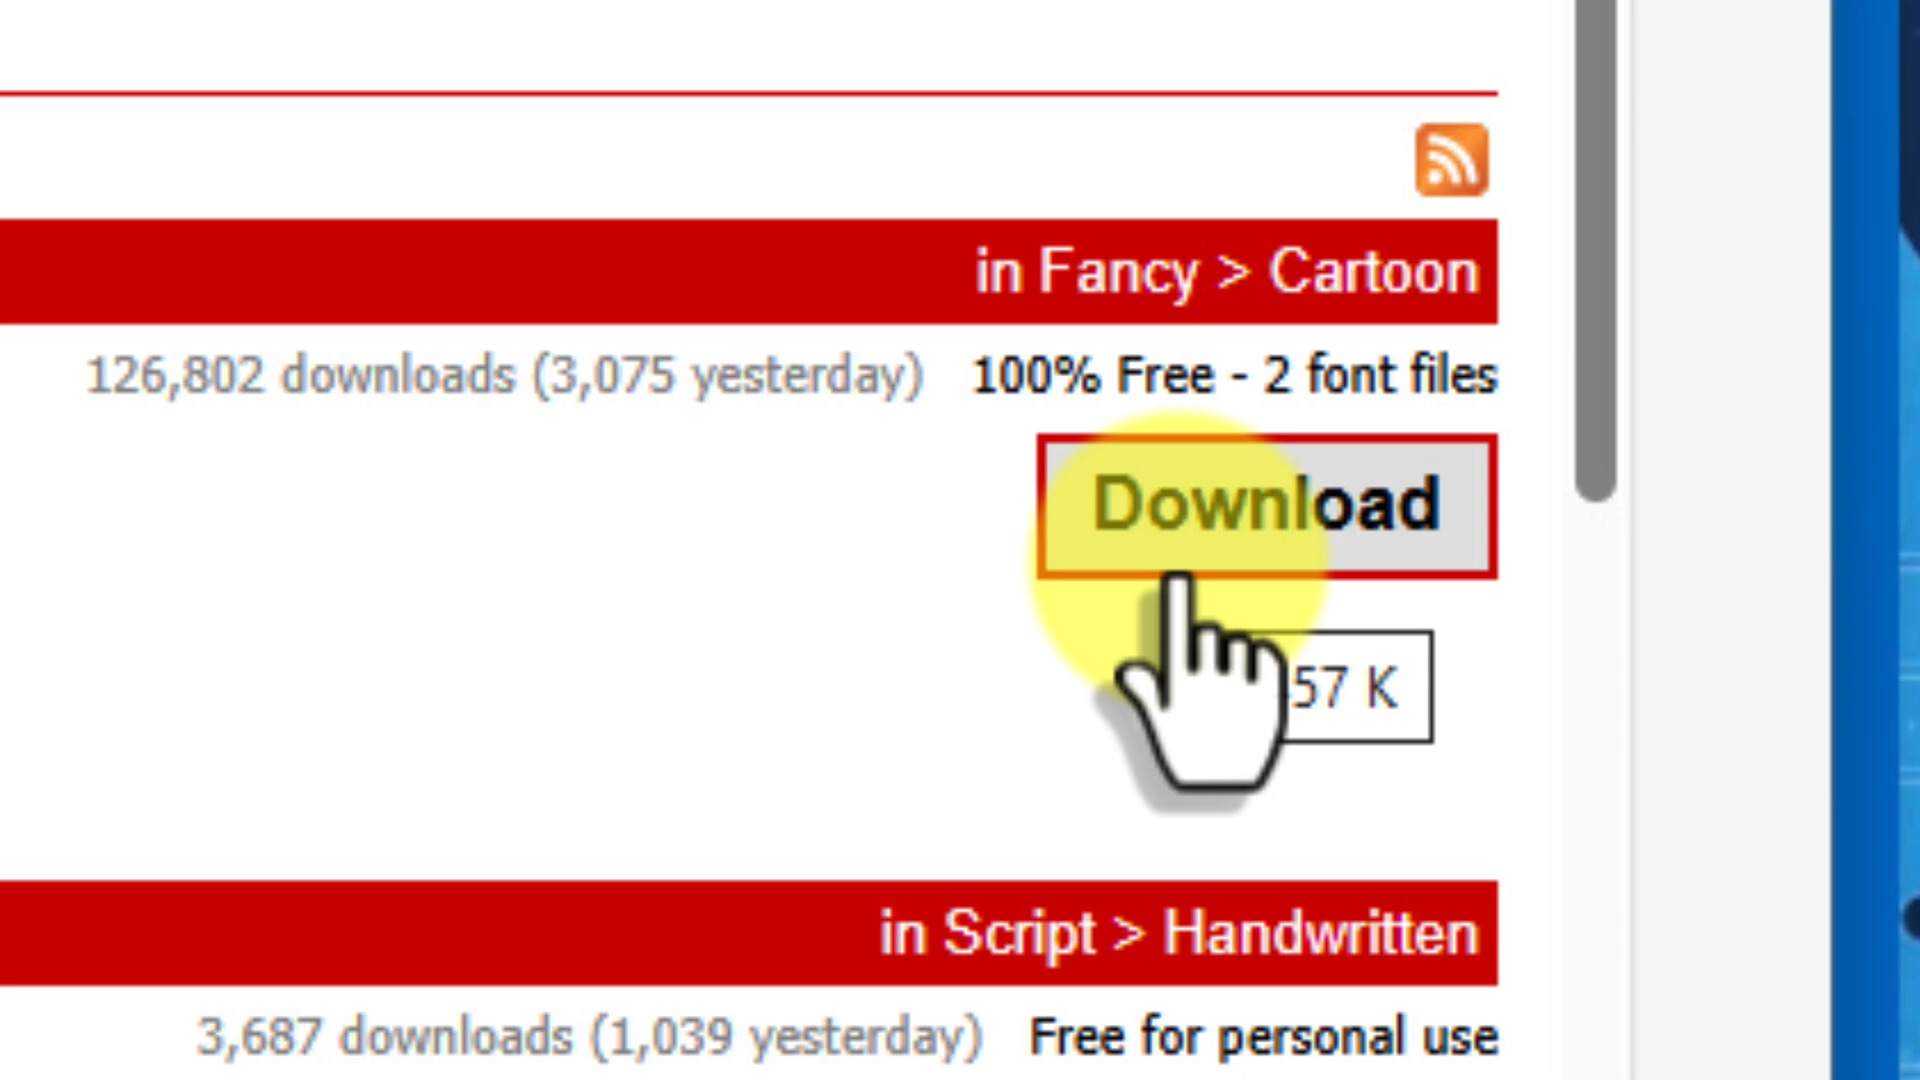 in Fancy > Cartoon
126,802 downloads (3,075 yesterday) 100% Free - 2 font files
Download
57 K
in Script > Handwritten
3,687 downloads (1,039 yesterday) Free for personal use